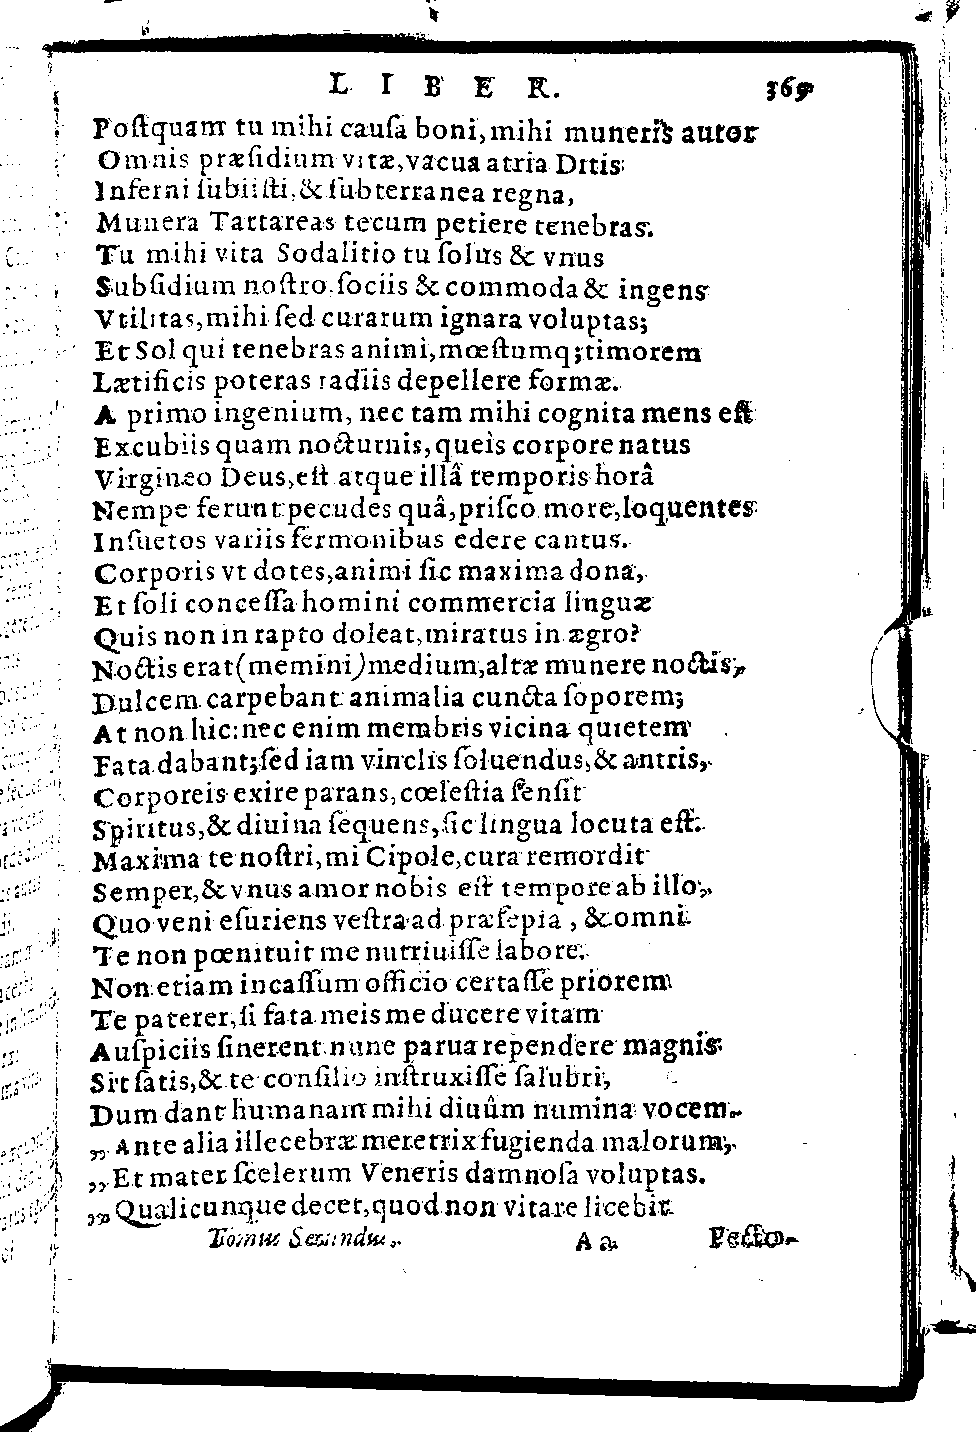 LIBER. 369
Poſtquam tu mihi cauſa boni, mihi muneris autor
Omnis præſidium vitæ, vacua atria Ditis
Inferni ſubiiſti, & ſubterranea regna,
Munera Tartareas tecum petiere tenebras.
Tu mihi vita Sodalitio tu ſolus & vnus
Subſidium noſtro, ſociis & commoda & ingens
Vtilitas, mihi ſed curarum ignara voluptas;
Et Sol qui tenebras animi, mœſtumq; timorem
Lætificis poteras radiis depellere formæ.
A primo ingenium, nec tam mihi cognita mens eſt
Excubiis quam nocturnis, queis corpore natus
Virgineo Deus, eſt atque illâ temporis horâ
Nempe ferunt pecudes quâ, priſco more, loquentes
Inſuetos variis ſermonibus edere cantus.
Corporis vt dotes, animi ſic maxima dona,
Et ſoli conceſſa homini commercia linguæ
Quis non in rapto doleat, miratus in ægro?
Noctis erat (memini) medium, altæ munere noctis,
Dulcem carpebant animalia cuncta ſoporem;
At non hic: nec enim membris vicina quietem
Fata dabant; ſed iam vinclis ſoluendus, & antris,
Corporeis exire parans, cœleſtia ſenſit
Spiritus, & diuina ſequens, ſic lingua locuta eſt.
Maxima te noſtri, mi Cipole, cura remordit
Semper, & vnus amor nobis eſt tempore ab illo,
Quo veni eſuriens veſtra ad præſepia, & omni
Te non pœnituit me nutriuiſſe labore.
Non etiam incaſſum officio certaſſe priorem
Te paterer, ſi fata meis me ducere vitam
Auſpiciis ſinerent: nunc parua rependere magnis
Sit ſatis, & te conſilio inſtruxiſſe ſalubri,
Dum dant humanam mihi diuûm numina vocem.
„ Ante alia illecebræ meretrix fugienda malorum,
„ Et mater ſcelerum Veneris damnoſa voluptas.
„ Qualicunque decet, quod non vitare licebit
Tomus Secundus. A a Pecto-